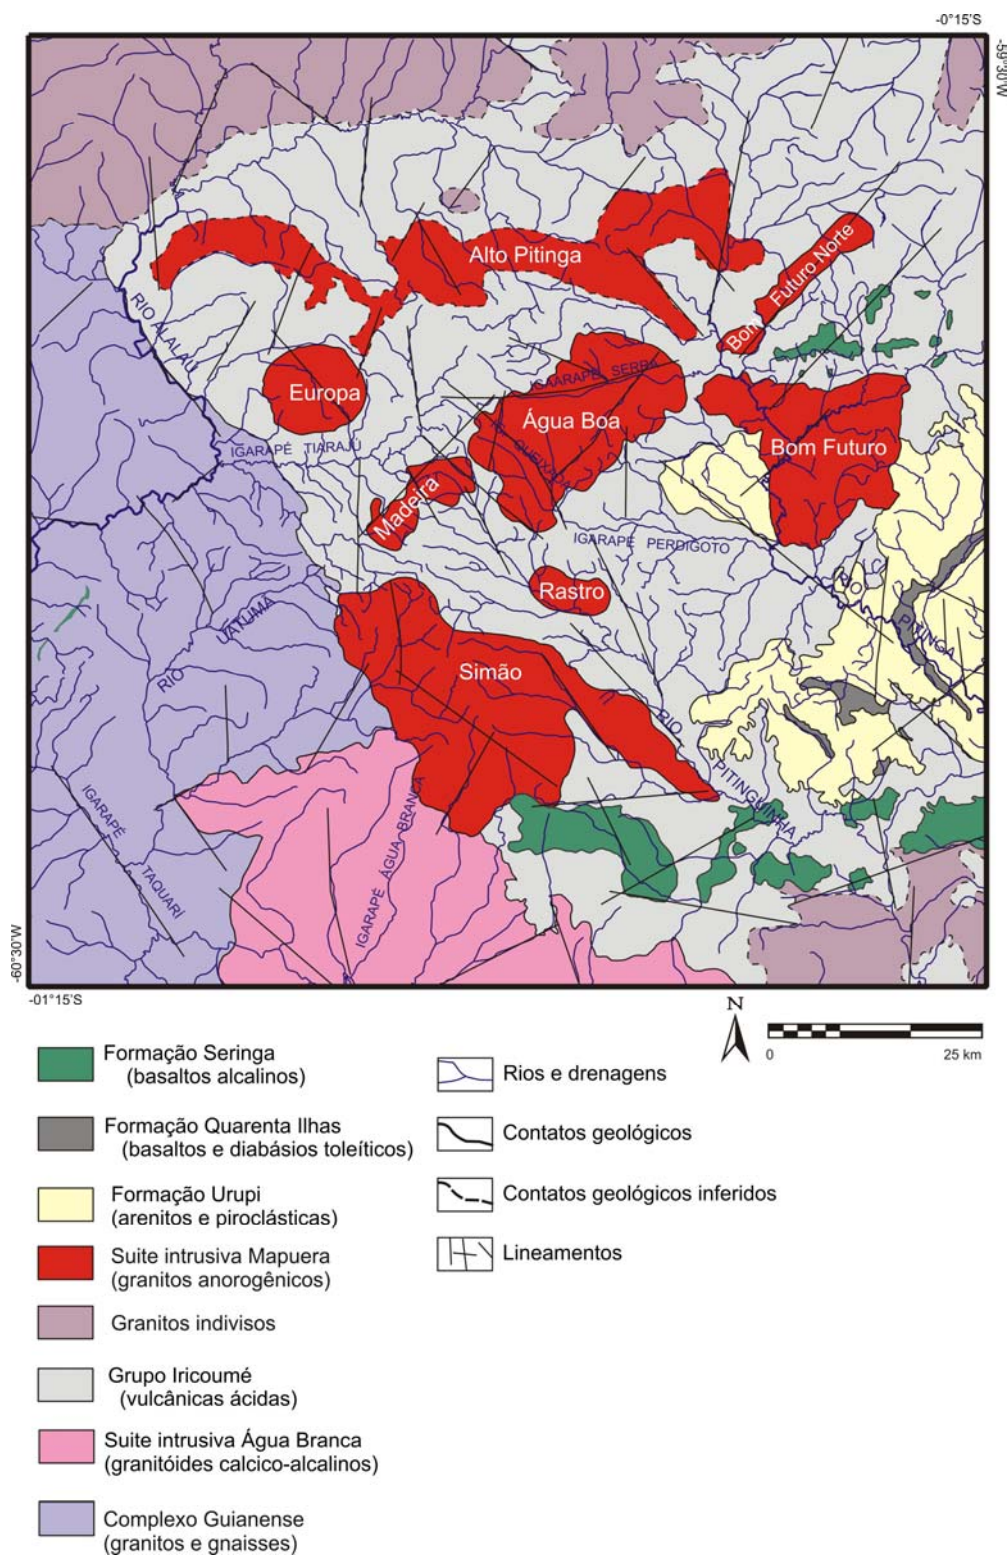 -0°15'S
-59°30'W
Alto Pitinga
Bom Futuro Norte
RIO ALALAÚ
Europa
IGAARAPÉ SERRA
Água Boa
QUEIXADA
Bom Futuro
IGARAPÉ TIARAJÚ
Madeira
IGARAPÉ PERDIGOTO
Rastro
RIO PITINGA
RIO UATUMÃ
Simão
RIO PITINGUINHA
IGARAPÉ TAQUARÍ
IGARAPÉ ÁGUA BRANCA
-60°30'W
-01°15'S
N
0 25 km
Formação Seringa
(basaltos alcalinos)
Formação Quarenta Ilhas
(basaltos e diabásios toleíticos)
Formação Urupi
(arenitos e piroclásticas)
Suite intrusiva Mapuera
(granitos anorogênicos)
Granitos indivisos
Grupo Iricoumé
(vulcânicas ácidas)
Suite intrusiva Água Branca
(granitóides calcico-alcalinos)
Complexo Guianense
(granitos e gnaisses)
Rios e drenagens
Contatos geológicos
Contatos geológicos inferidos
Lineamentos